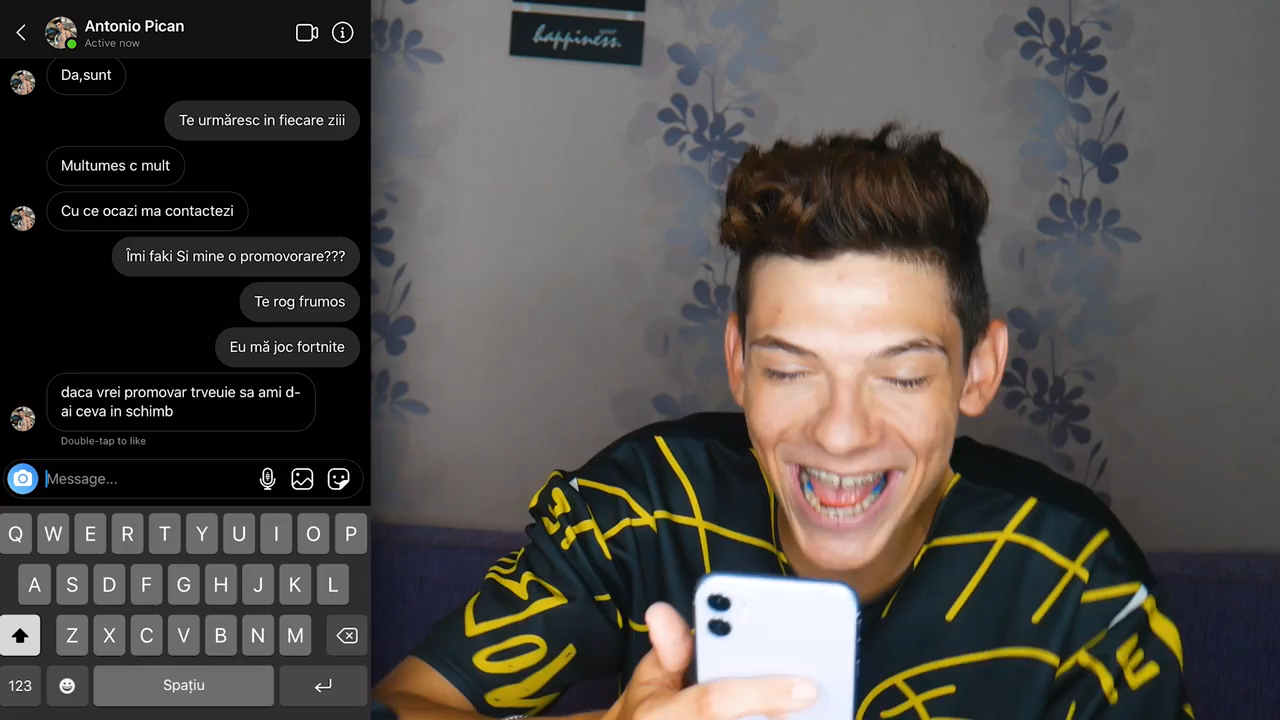 Antonio Pican
Active now
Da,sunt
Te urmăresc in fiecare ziii
Multumes c mult
Cu ce ocazi ma contactezi
Îmi faki Si mine o promovorare???
Te rog frumos
Eu mă joc fortnite
daca vrei promovar trveuie sa ami d-
ai ceva in schimb
Double-tap to like
Message...
Q W E R T Y U I O P
A S D F G H J K L
Z X C V B N M
123 Spațiu
happiness.